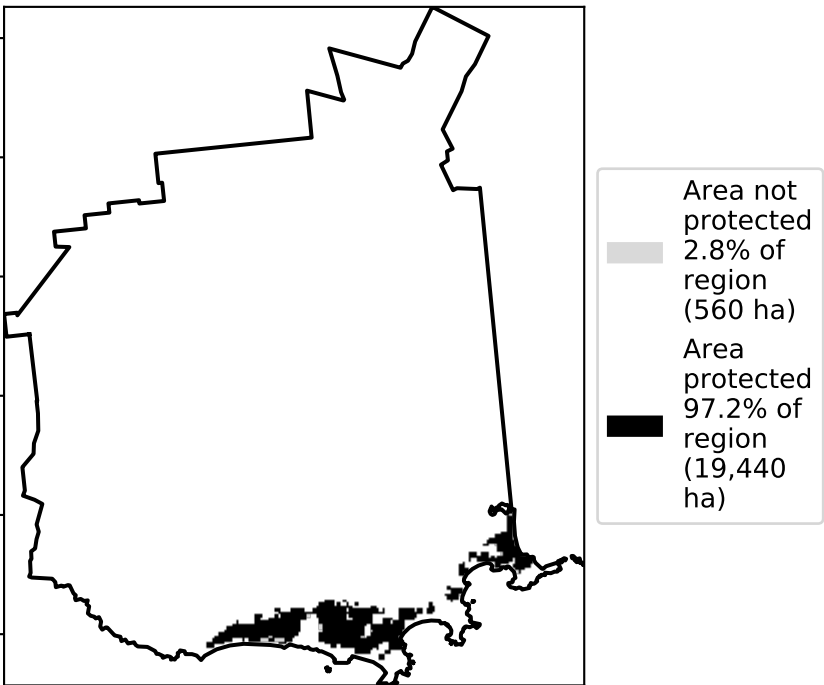 Area not
protected
2.8% of
region
(560 ha)
Area
protected
97.2% of
region
(19,440
ha)